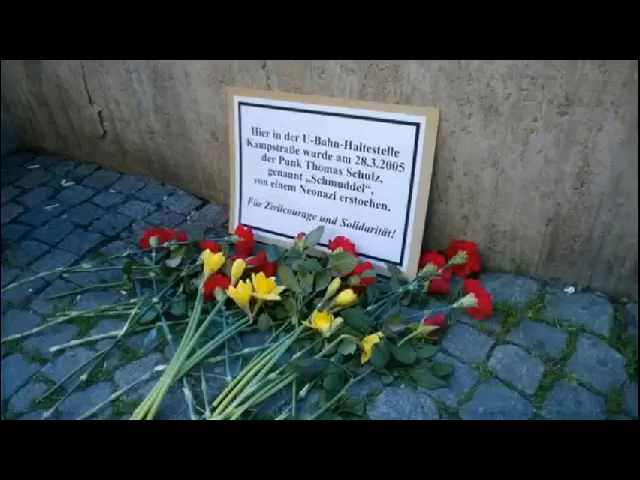 Hier in der U-Bahn-Haltestelle
Kampstraße wurde am 28.3.2005
der Punk Thomas Schulz,
genannt „Schmuddel“,
von einem Neonazi erstochen.
Für Zivilcourage und Solidarität!